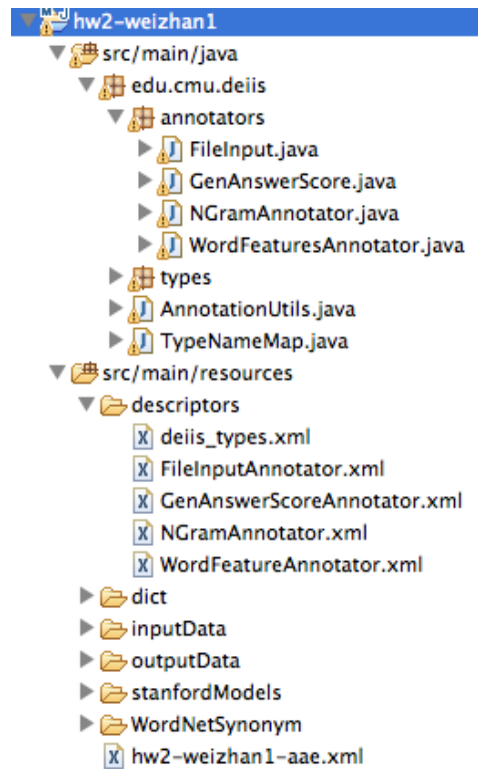 hw2-weizhan1
src/main/java
edu.cmu.deiis
annotators
FileInput.java
GenAnswerScore.java
NGramAnnotator.java
WordFeaturesAnnotator.java
types
AnnotationUtils.java
TypeNameMap.java
src/main/resources
descriptors
deiis_types.xml
FileInputAnnotator.xml
GenAnswerScoreAnnotator.xml
NGramAnnotator.xml
WordFeatureAnnotator.xml
dict
inputData
outputData
stanfordModels
WordNetSynonym
hw2-weizhan1-aae.xml